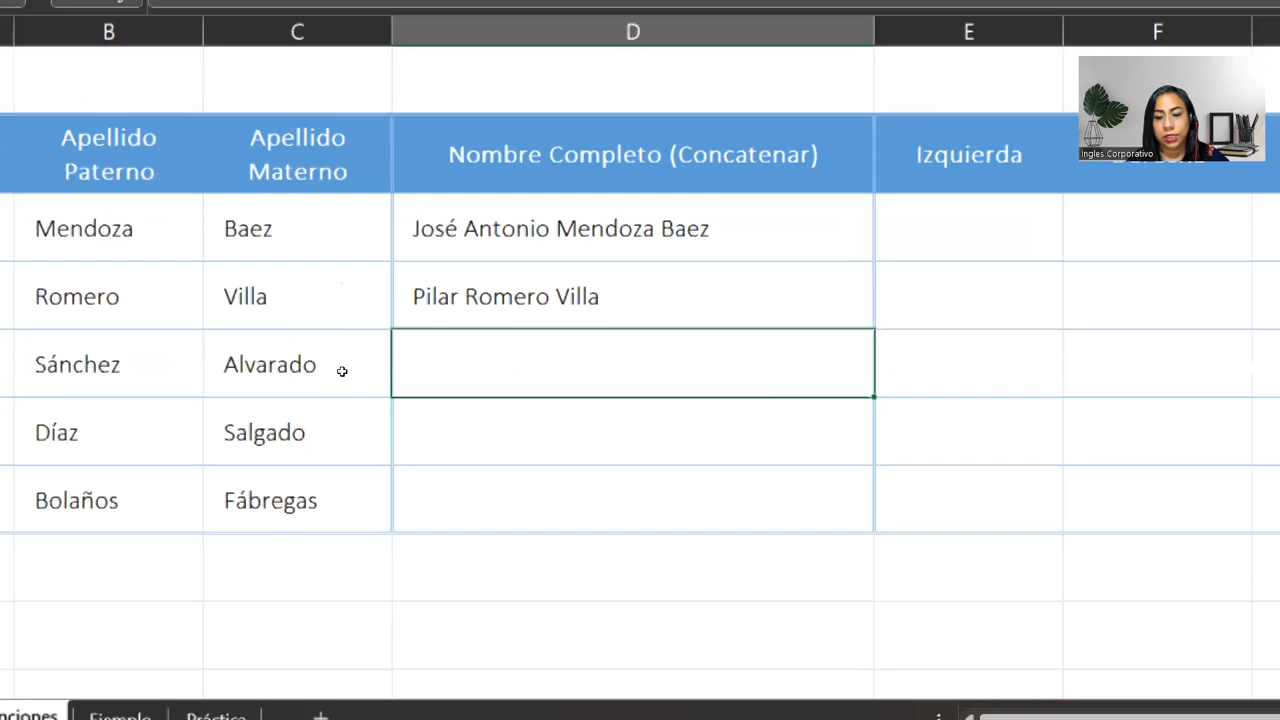 B C D E F
Apellido Paterno
Apellido Materno
Nombre Completo (Concatenar)
Izquierda
Ingles Corporativo
Mendoza Baez José Antonio Mendoza Baez
Romero Villa Pilar Romero Villa
Sánchez Alvarado
Díaz Salgado
Bolaños Fábregas
Ejemplo Práctica